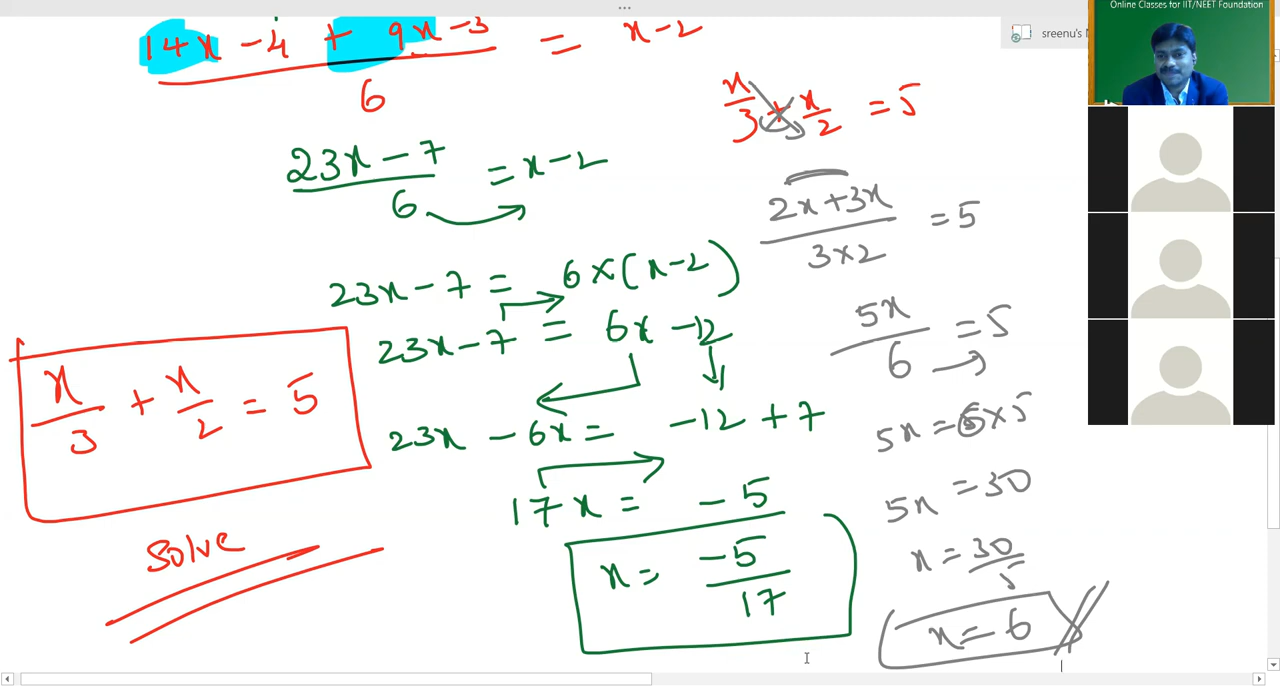 Online Classes for IIT/NEET Foundation
sreenu's
14x - 4 + 9x - 3 = x - 2
6
23x - 7 = x - 2
6
23x - 7 = 6 × (x - 2)
23x - 7 = 6x - 12
23x - 6x = -12 + 7
17x = -5
x = -5
17
x + x = 5
3 2
Solve
x + x = 5
3 2
2x + 3x = 5
3 × 2
5x = 5
6
5x = 6 × 5
5x = 30
x = 30
5
x = 6